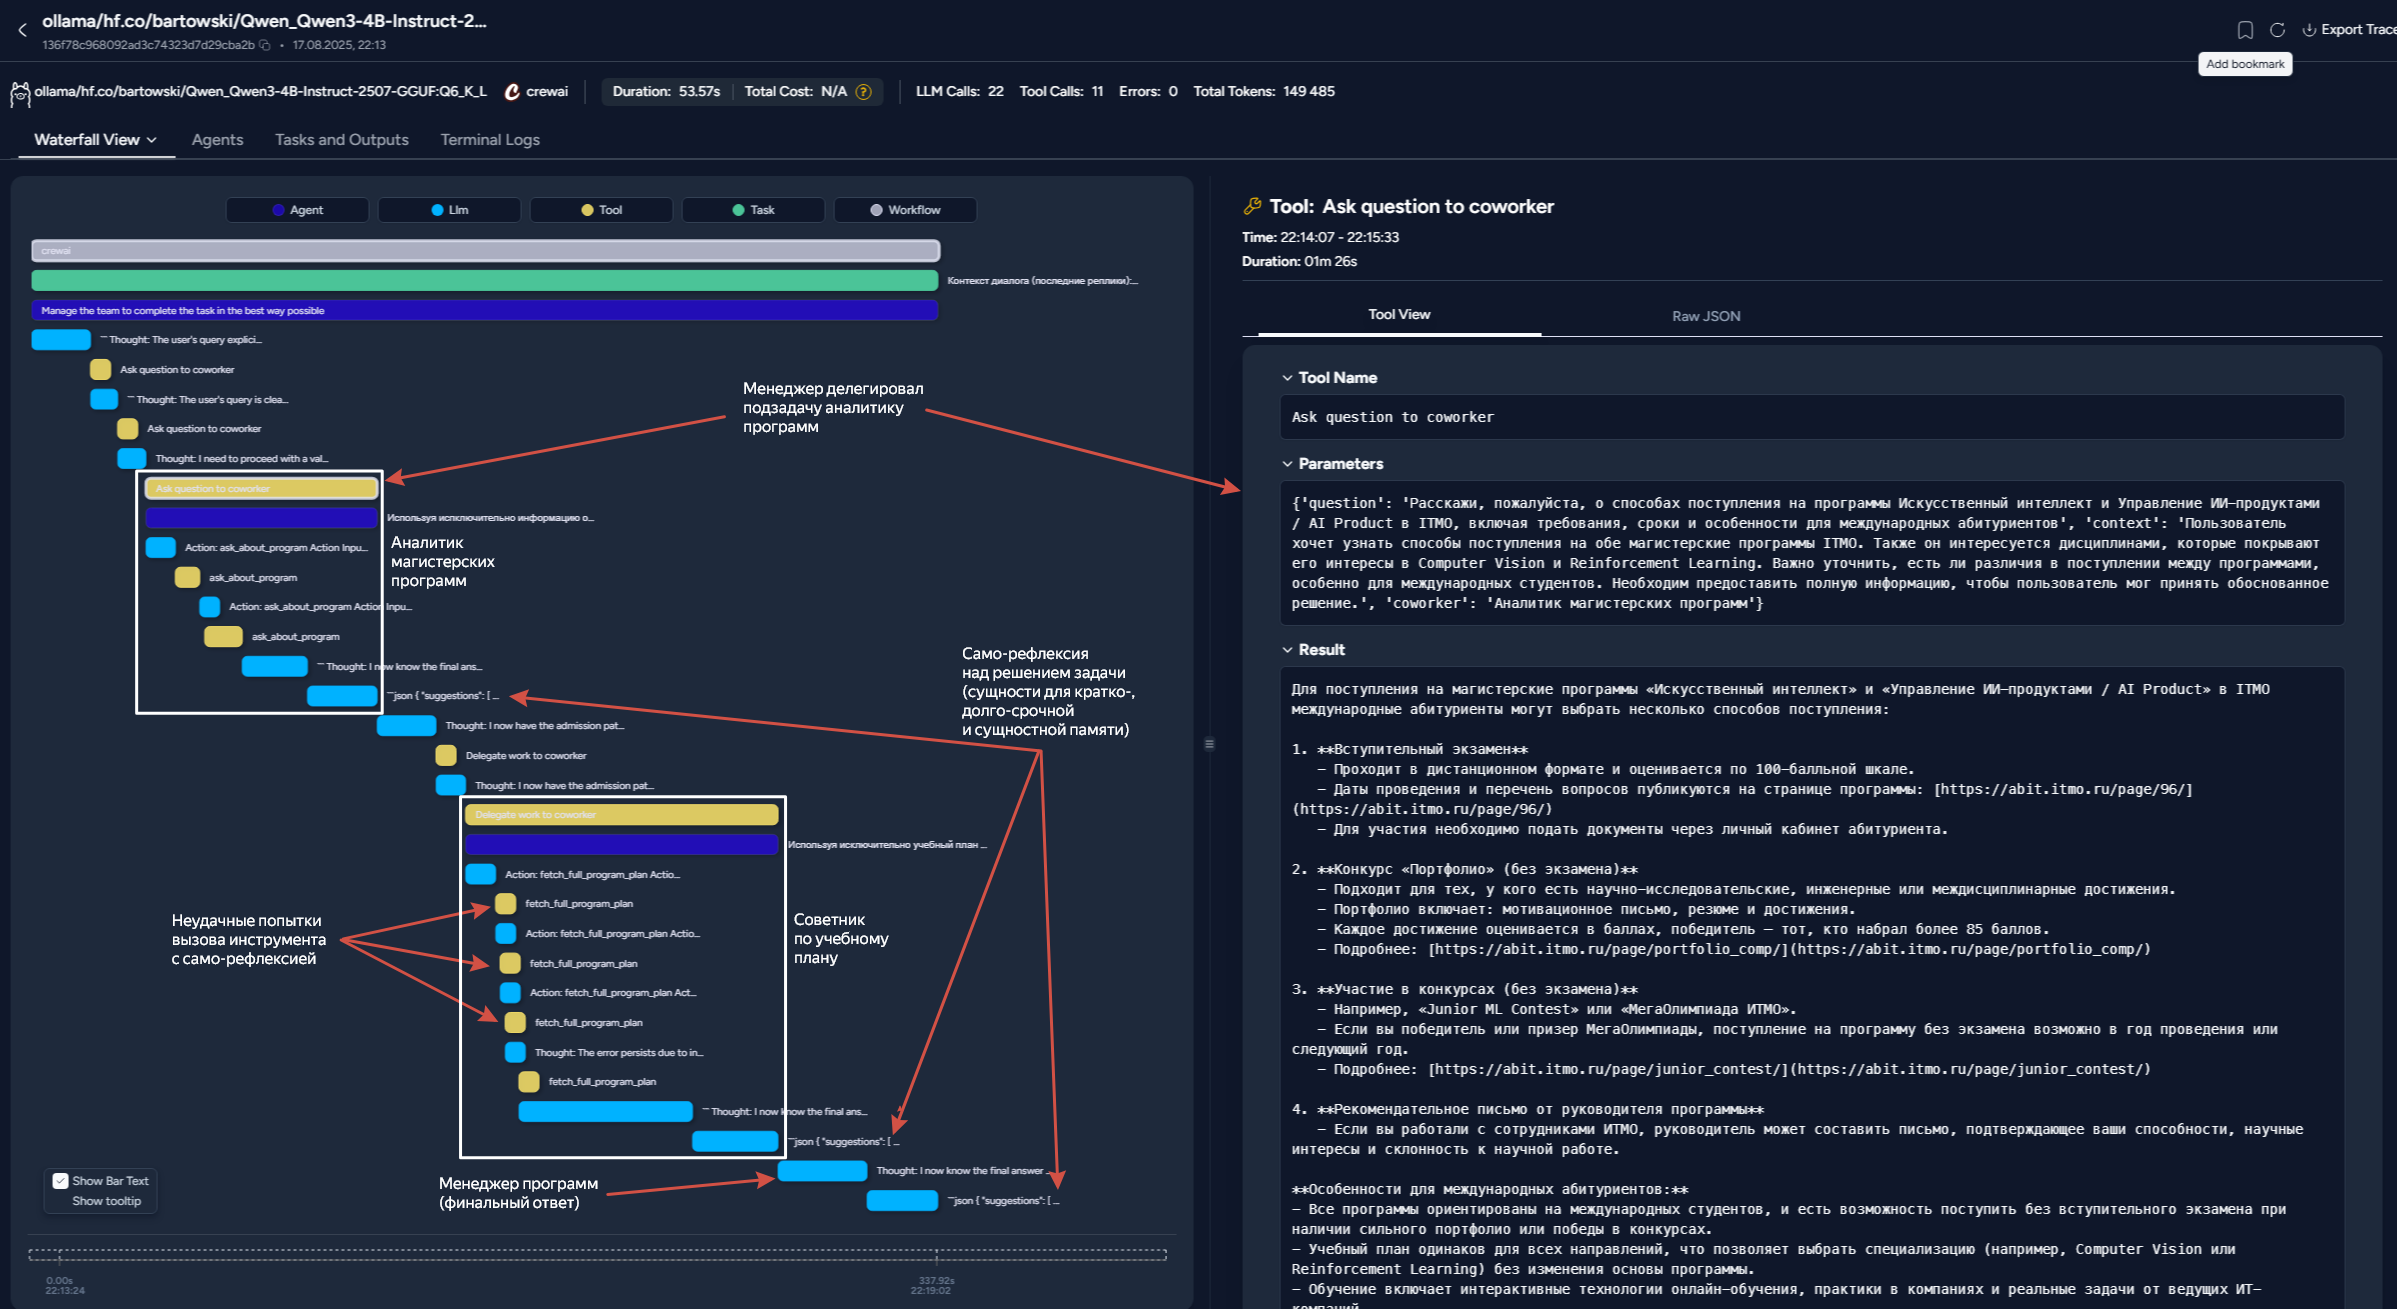 ollama/hf.co/bartowski/Qwen_Qwen3-4B-Instruct-2...
136f78c968092ad3c74323d7d29cba2b • 17.08.2025, 22:13
Export Trace
Add bookmark
ollama/hf.co/bartowski/Qwen_Qwen3-4B-Instruct-2507-GGUF:Q6_K_L
crewai
Duration: 53.57s
Total Cost: N/A
LLM Calls: 22 Tool Calls: 11 Errors: 0 Total Tokens: 149 485
Waterfall View
Agents
Tasks and Outputs
Terminal Logs
Agent
Llm
Tool
Task
Workflow
crewai
Контекст диалога (последние реплики):...
Manage the team to complete the task in the best way possible
``` Thought: The user's query explici...
Ask question to coworker
``` Thought: The user's query is clea...
Ask question to coworker
Thought: I need to proceed with a val...
Ask question to coworker
Используя исключительно информацию о...
Action: ask_about_program Action Inpu...
ask_about_program
Action: ask_about_program Action Inpu...
ask_about_program
``` Thought: I now know the final ans...
```json { "suggestions": [ ...
Thought: I now have the admission pat...
Delegate work to coworker
Thought: I now have the admission pat...
Delegate work to coworker
Используя исключительно учебный план ...
Action: fetch_full_program_plan Actio...
fetch_full_program_plan
Action: fetch_full_program_plan Actio...
fetch_full_program_plan
Action: fetch_full_program_plan Act...
fetch_full_program_plan
Thought: The error persists due to in...
fetch_full_program_plan
``` Thought: I now know the final ans...
```json { "suggestions": [ ...
Thought: I now know the final answer ...
```json { "suggestions": [ ...
Менеджер делегировал
подзадачу аналитику
программ
Аналитик
магистерских
программ
Само-рефлексия
над решением задачи
(сущности для кратко-,
долго-срочной
и сущностной памяти)
Неудачные попытки
вызова инструмента
с само-рефлексией
Советник
по учебному
плану
Менеджер программ
(финальный ответ)
Show Bar Text
Show tooltip
0.00s
22:13:24
337.92s
22:19:02
Tool: Ask question to coworker
Time: 22:14:07 - 22:15:33
Duration: 01m 26s
Tool View
Raw JSON
Tool Name
Ask question to coworker
Parameters
{'question': 'Расскажи, пожалуйста, о способах поступления на программы Искусственный интеллект и Управление ИИ-продуктами
/ AI Product в ITMO, включая требования, сроки и особенности для международных абитуриентов', 'context': 'Пользователь
хочет узнать способы поступления на обе магистерские программы ITMO. Также он интересуется дисциплинами, которые покрывают
его интересы в Computer Vision и Reinforcement Learning. Важно уточнить, есть ли различия в поступлении между программами,
особенно для международных студентов. Необходим предоставить полную информацию, чтобы пользователь мог принять обоснованное
решение.', 'coworker': 'Аналитик магистерских программ'}
Result
Для поступления на магистерские программы «Искусственный интеллект» и «Управление ИИ-продуктами / AI Product» в ITMO
международные абитуриенты могут выбрать несколько способов поступления:
1. **Вступительный экзамен**
– Проходит в дистанционном формате и оценивается по 100-балльной шкале.
– Даты проведения и перечень вопросов публикуются на странице программы: [https://abit.itmo.ru/page/96/]
(https://abit.itmo.ru/page/96/)
– Для участия необходимо подать документы через личный кабинет абитуриента.
2. **Конкурс «Портфолио» (без экзамена)**
– Подходит для тех, у кого есть научно-исследовательские, инженерные или междисциплинарные достижения.
– Портфолио включает: мотивационное письмо, резюме и достижения.
– Каждое достижение оценивается в баллах, победитель – тот, кто набрал более 85 баллов.
– Подробнее: [https://abit.itmo.ru/page/portfolio_comp/](https://abit.itmo.ru/page/portfolio_comp/)
3. **Участие в конкурсах (без экзамена)**
– Например, «Junior ML Contest» или «МегаОлимпиада ИТМО».
– Если вы победитель или призер МегаОлимпиады, поступление на программу без экзамена возможно в год проведения или
следующий год.
– Подробнее: [https://abit.itmo.ru/page/junior_contest/](https://abit.itmo.ru/page/junior_contest/)
4. **Рекомендательное письмо от руководителя программы**
– Если вы работали с сотрудниками ИТМО, руководитель может составить письмо, подтверждающее ваши способности, научные
интересы и склонность к научной работе.
**Особенности для международных абитуриентов:**
– Все программы ориентированы на международных студентов, и есть возможность поступить без вступительного экзамена при
наличии сильного портфолио или победы в конкурсах.
– Учебный план одинаков для всех направлений, что позволяет выбрать специализацию (например, Computer Vision или
Reinforcement Learning) без изменения основы программы.
– Обучение включает интерактивные технологии онлайн-обучения, практики в компаниях и реальные задачи от ведущих ИТ-